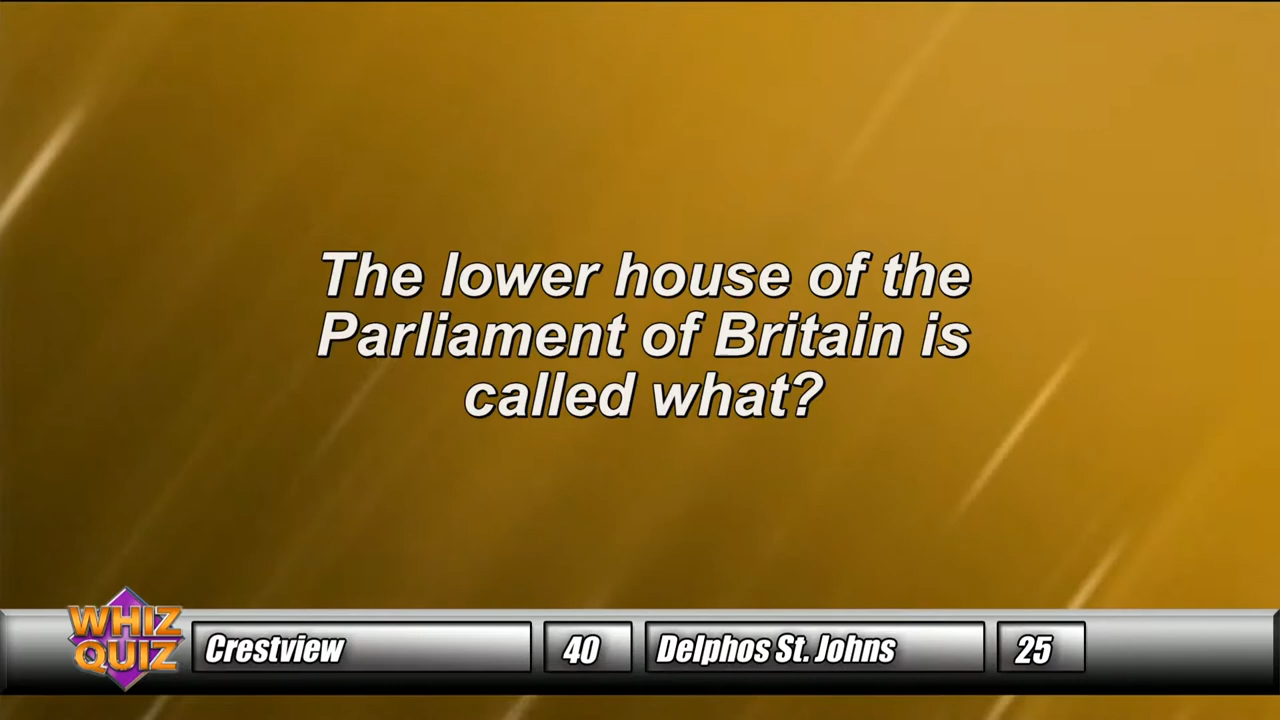 The lower house of the
Parliament of Britain is
called what?
WHIZ
QUIZ
Crestview
40
Delphos St. Johns
25